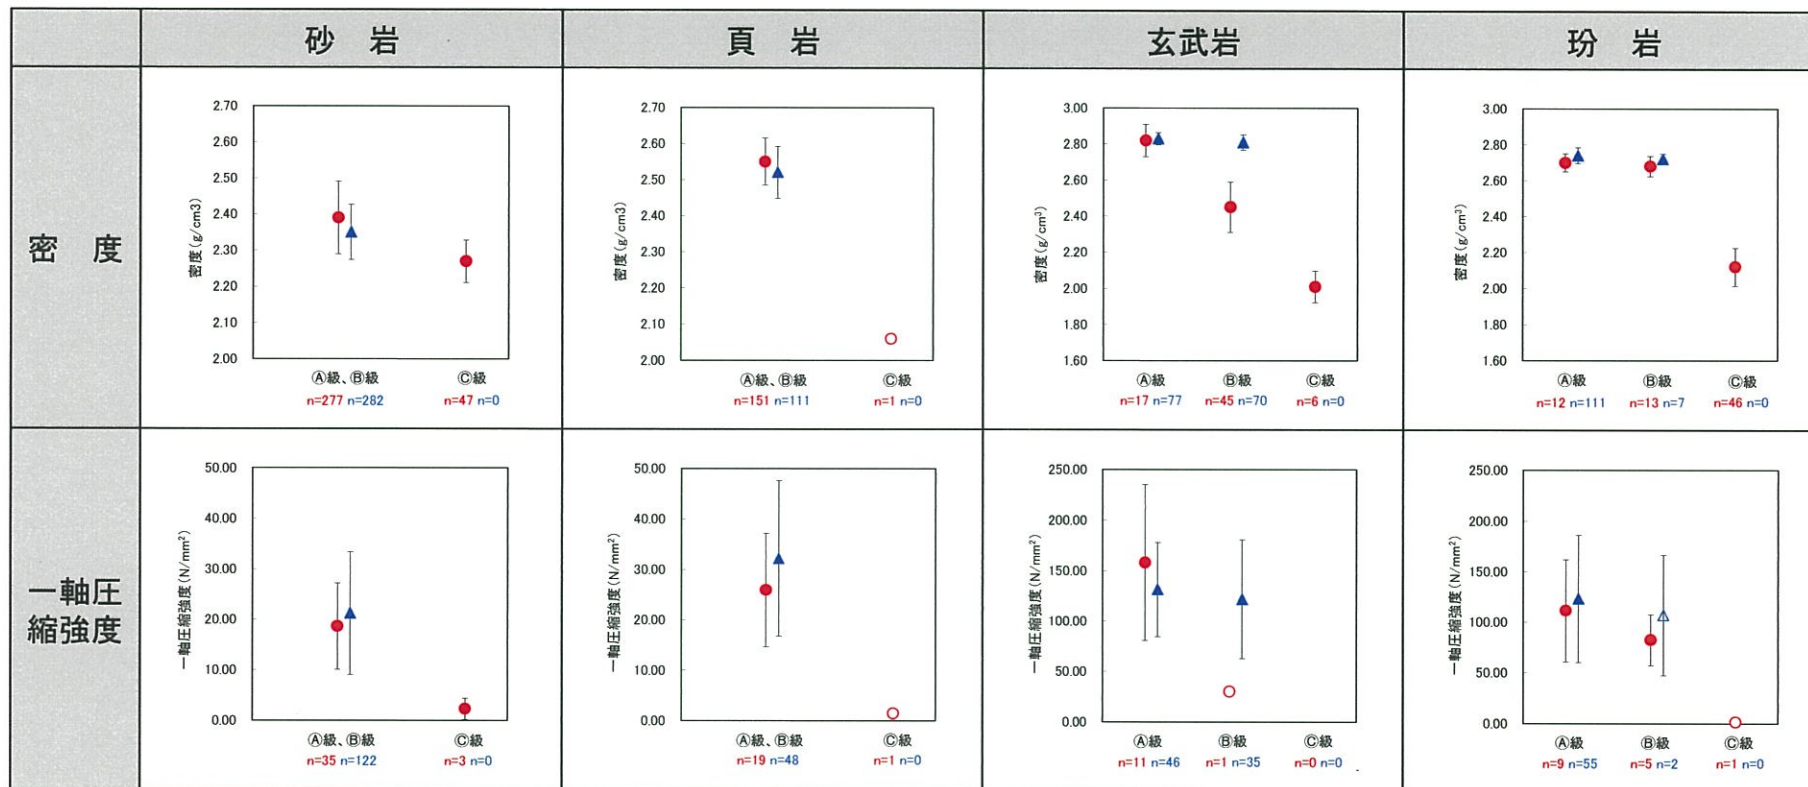 砂 岩
頁 岩
玄武岩
玢 岩
密 度
密度(g/cm3)
2.70
2.60
2.50
2.40
2.30
2.20
2.10
2.00
Ⓐ級、Ⓑ級 Ⓒ級
n=277 n=282 n=47 n=0
密度(g/cm3)
2.70
2.60
2.50
2.40
2.30
2.20
2.10
2.00
Ⓐ級、Ⓑ級 Ⓒ級
n=151 n=111 n=1 n=0
密度(g/cm³)
3.00
2.80
2.60
2.40
2.20
2.00
1.80
1.60
Ⓐ級 Ⓑ級 Ⓒ級
n=17 n=77 n=45 n=70 n=6 n=0
密度(g/cm³)
3.00
2.80
2.60
2.40
2.20
2.00
1.80
1.60
Ⓐ級 Ⓑ級 Ⓒ級
n=12 n=111 n=13 n=7 n=46 n=0
一軸圧
縮強度
一軸圧縮強度(N/mm²)
50.00
40.00
30.00
20.00
10.00
0.00
Ⓐ級、Ⓑ級 Ⓒ級
n=35 n=122 n=3 n=0
一軸圧縮強度(N/mm²)
50.00
40.00
30.00
20.00
10.00
0.00
Ⓐ級、Ⓑ級 Ⓒ級
n=19 n=48 n=1 n=0
一軸圧縮強度(N/mm²)
250.00
200.00
150.00
100.00
50.00
0.00
Ⓐ級 Ⓑ級 Ⓒ級
n=11 n=46 n=1 n=35 n=0 n=0
一軸圧縮強度(N/mm²)
250.00
200.00
150.00
100.00
50.00
0.00
Ⓐ級 Ⓑ級 Ⓒ級
n=9 n=55 n=5 n=2 n=1 n=0